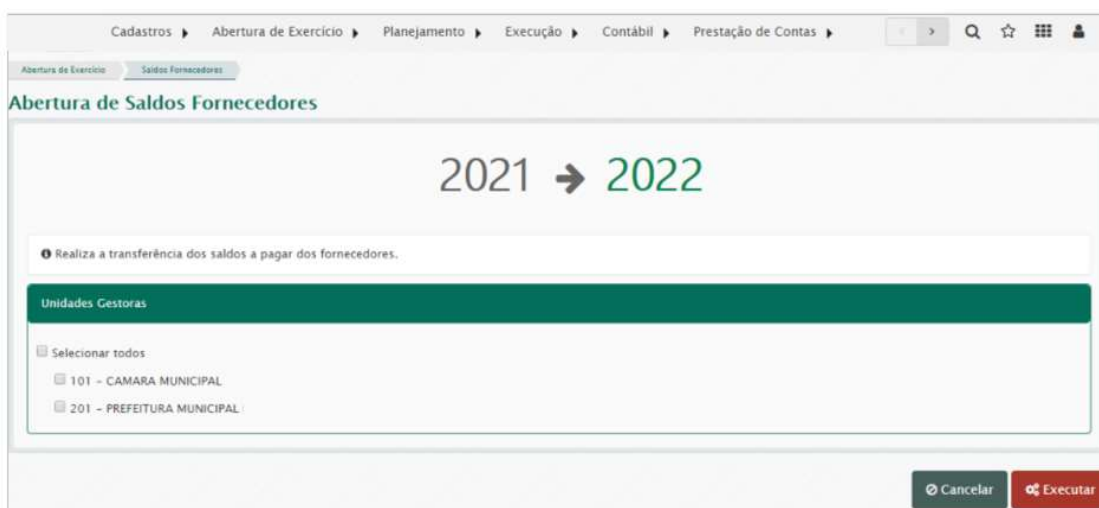 Cadastros Abertura de Exercício Planejamento Execução Contábil Prestação de Contas
Abertura de Exercício Saldos Fornecedores
Abertura de Saldos Fornecedores
2021 → 2022
Realiza a transferência dos saldos a pagar dos fornecedores.
Unidades Gestoras
Selecionar todos
101 - CAMARA MUNICIPAL
201 - PREFEITURA MUNICIPAL
Cancelar Executar